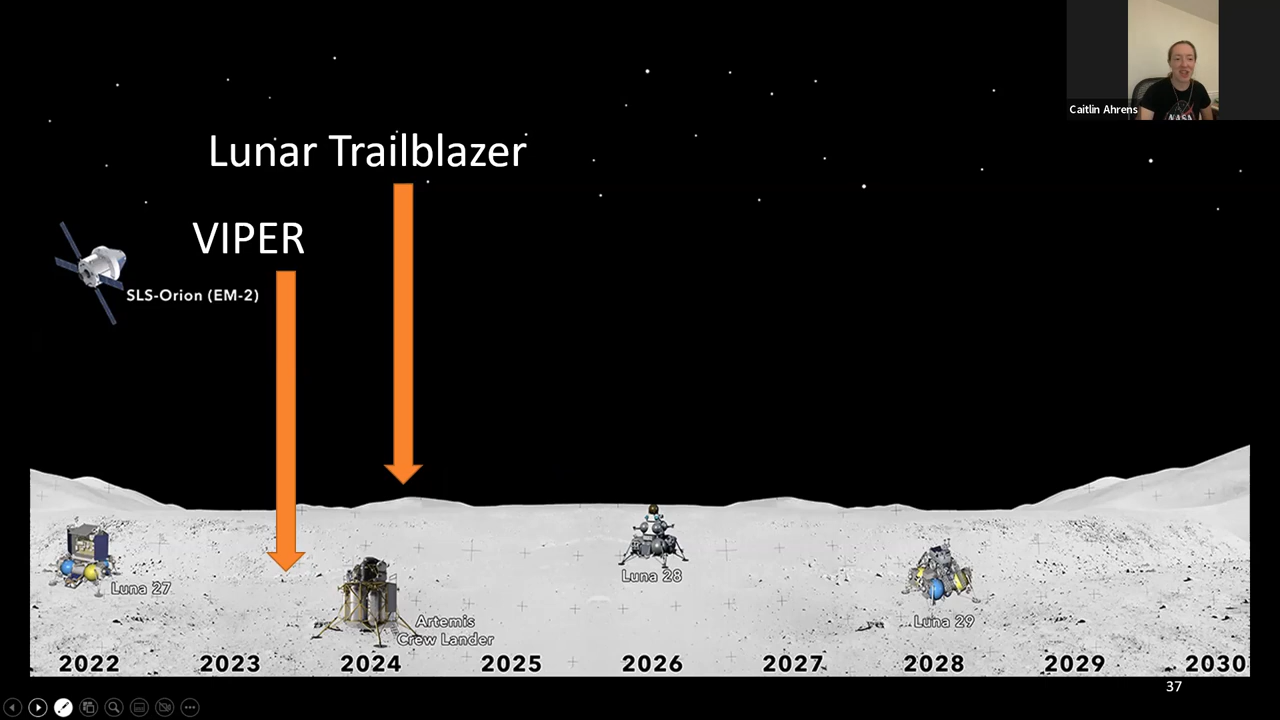 Caitlin Ahrens
NASA
Lunar Trailblazer
VIPER
SLS-Orion (EM-2)
Luna 27
Artemis
Crew Lander
Luna 28
Luna 29
2022 2023 2024 2025 2026 2027 2028 2029 2030
37